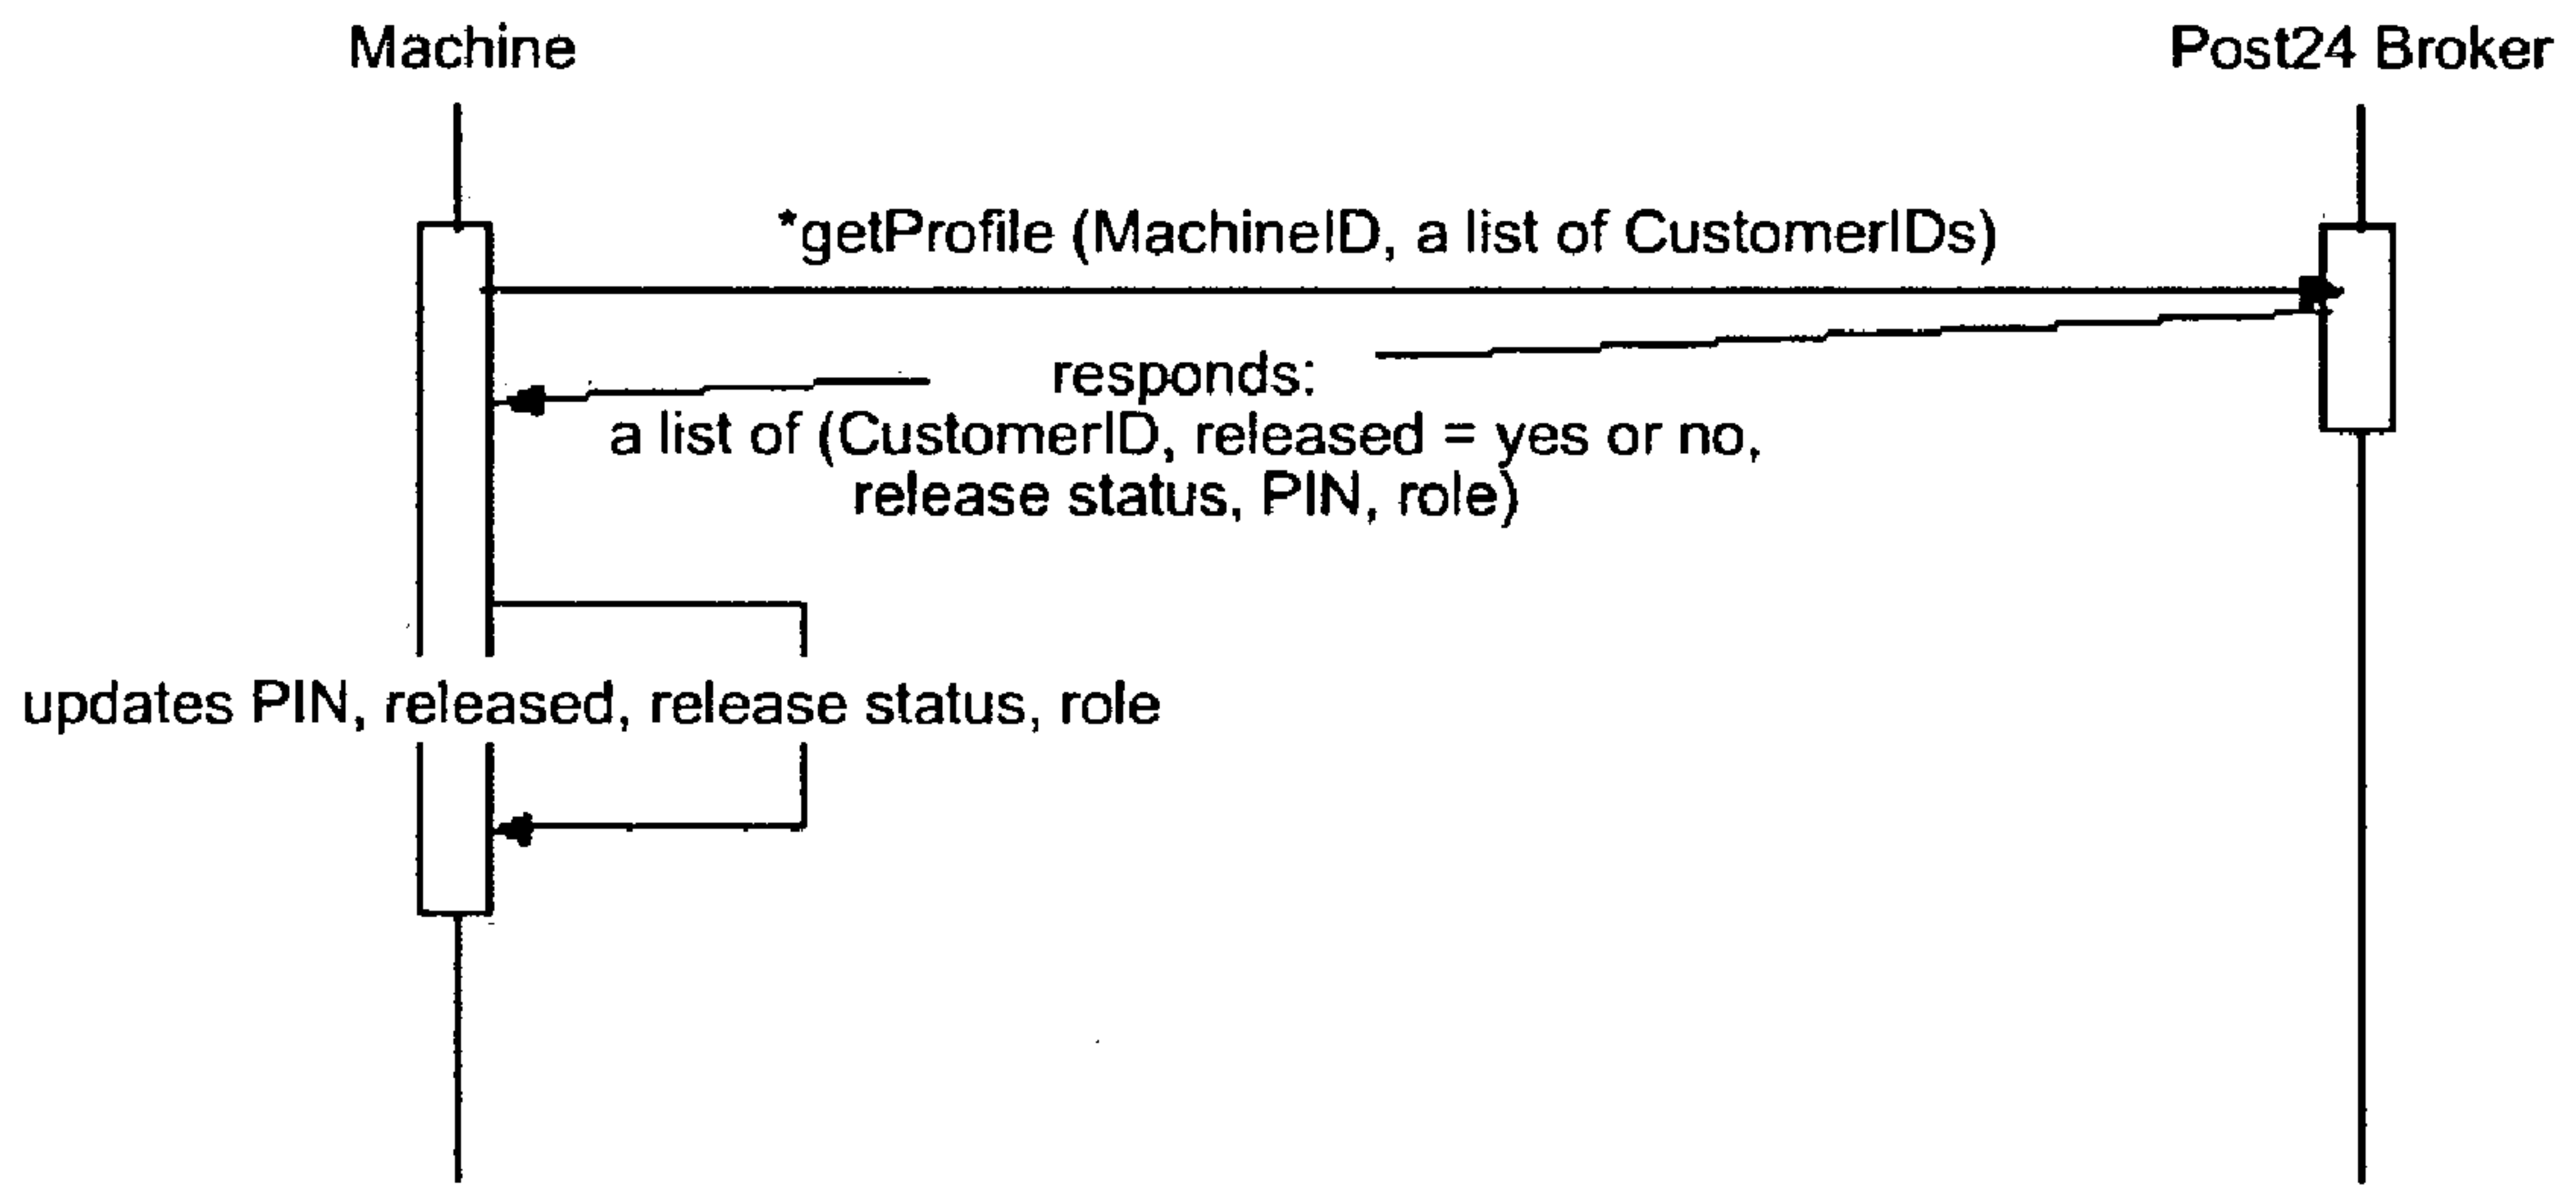 Machine
Post24 Broker
*getProfile (MachineID, a list of CustomerIDs)
responds:
a list of (CustomerID, released = yes or no,
release status, PIN, role)
updates PIN, released, release status, role